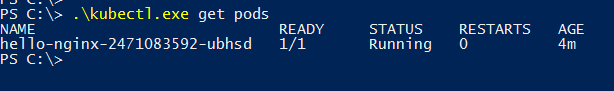 PS C:\> .\kubectl.exe get pods
NAME READY STATUS RESTARTS AGE
hello-nginx-2471083592-ubhsd 1/1 Running 0 4m
PS C:\>